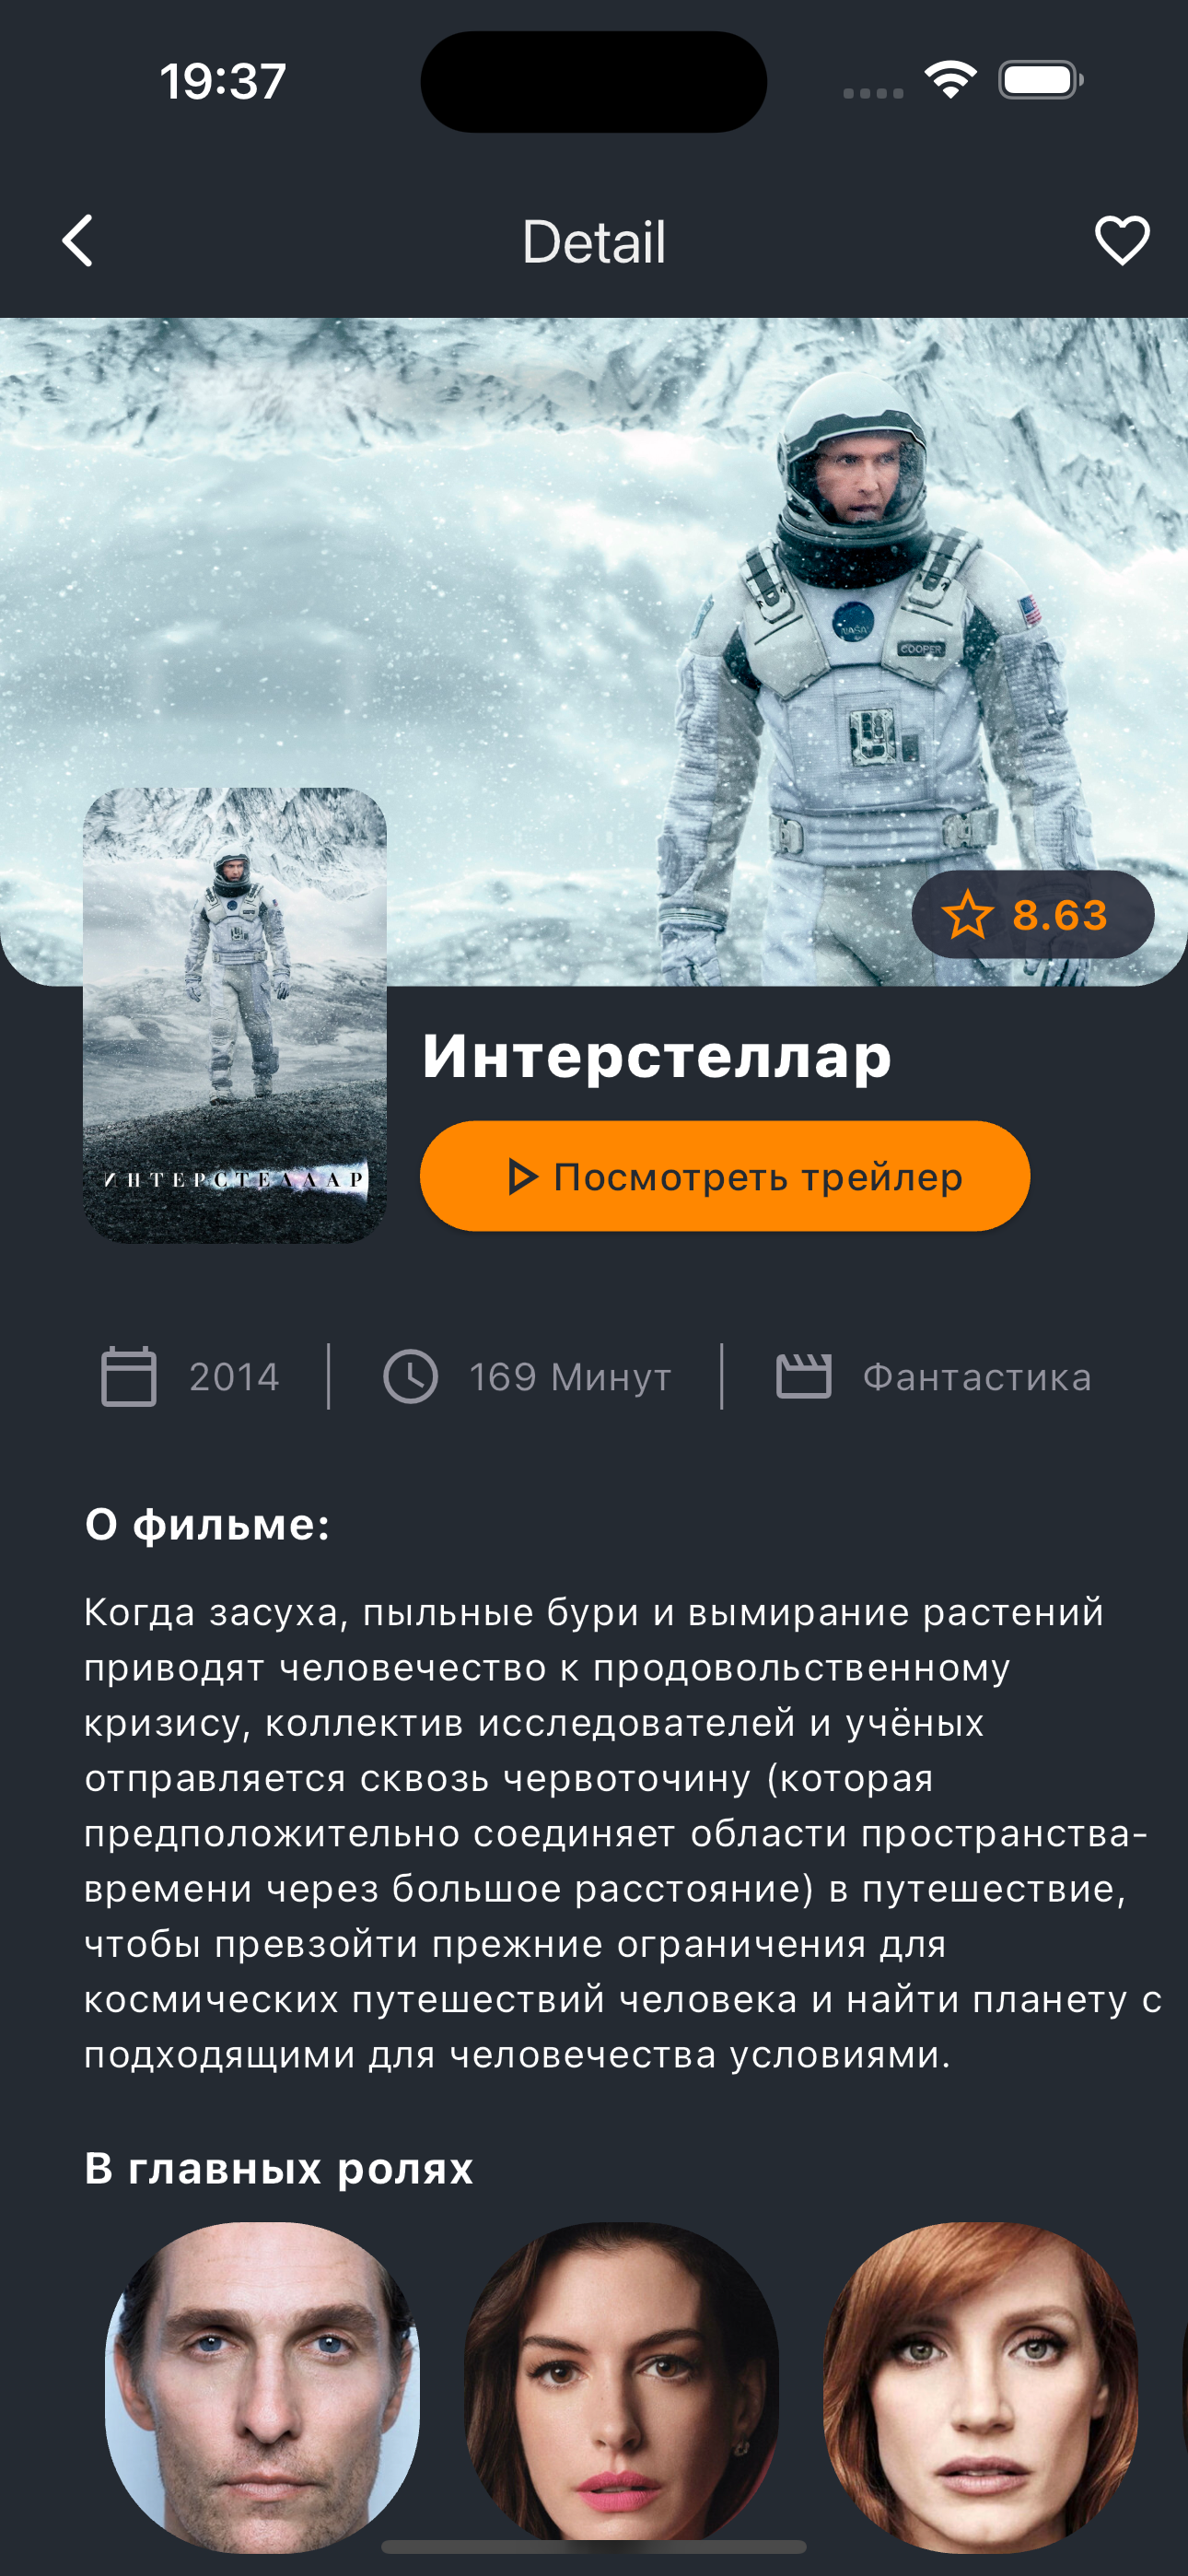 19:37
Detail
NASA
COOPER
8.63
Интерстеллар
Посмотреть трейлер
ИНТЕРСТЕЛЛАР
2014
169 Минут
Фантастика
О фильме:
Когда засуха, пыльные бури и вымирание растений
приводят человечество к продовольственному
кризису, коллектив исследователей и учёных
отправляется сквозь червоточину (которая
предположительно соединяет области пространства-
времени через большое расстояние) в путешествие,
чтобы превзойти прежние ограничения для
космических путешествий человека и найти планету с
подходящими для человечества условиями.
В главных ролях